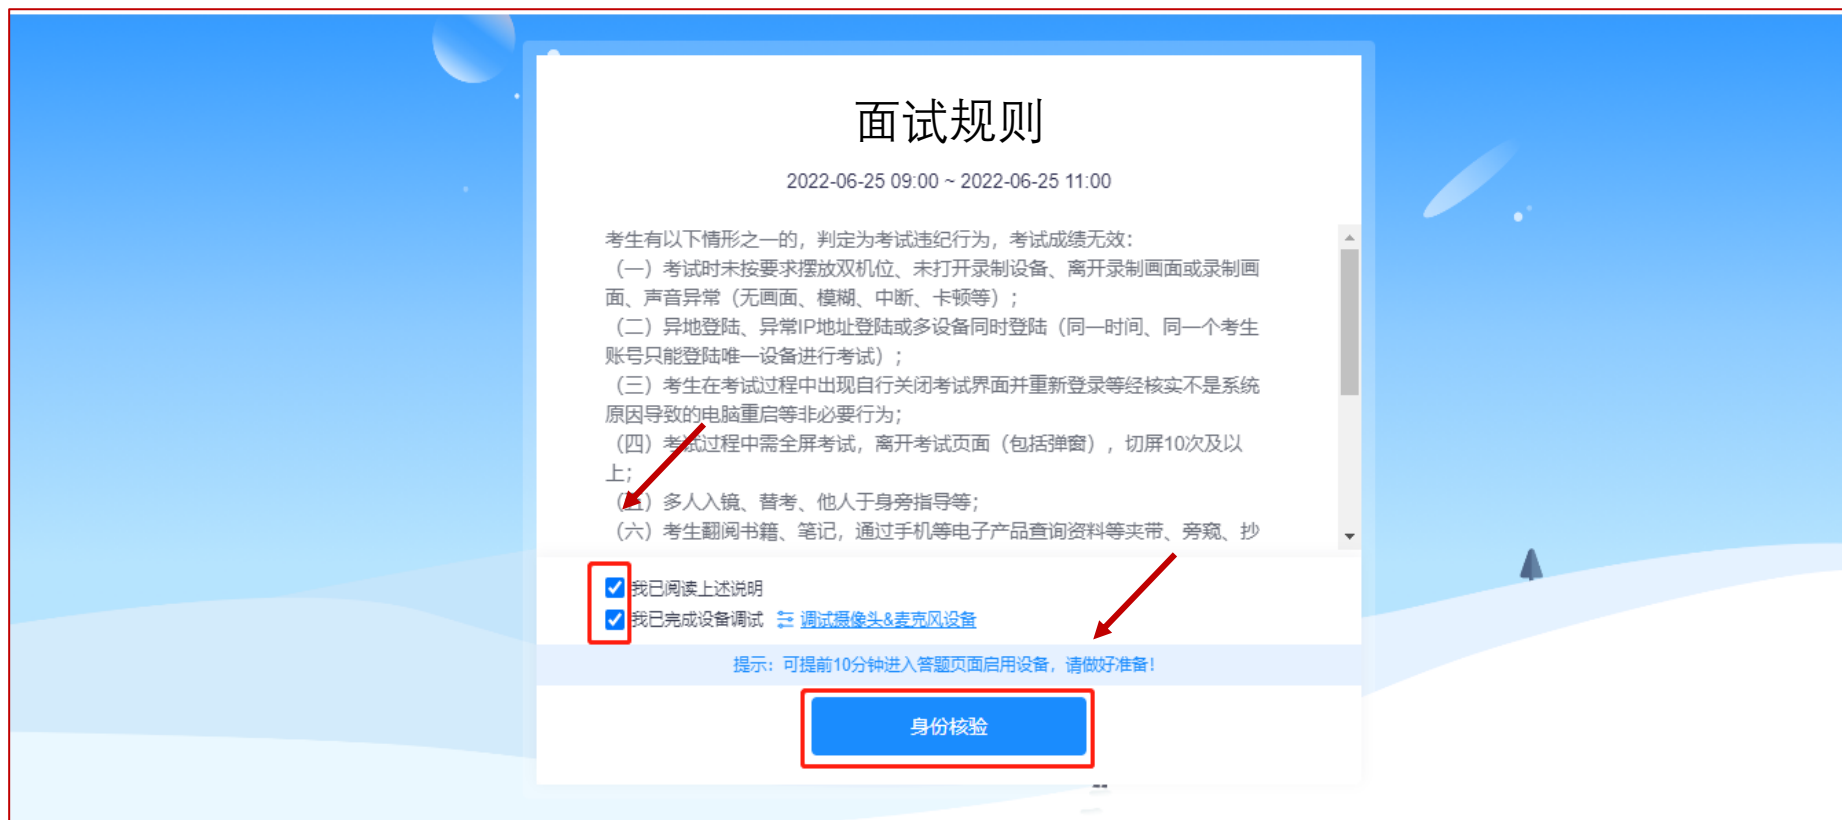 面试规则
2022-06-25 09:00 ~ 2022-06-25 11:00
考生有以下情形之一的，判定为考试违纪行为，考试成绩无效：
（一）考试时未按要求摆放双机位、未打开录制设备、离开录制画面或录制画
面、声音异常（无画面、模糊、中断、卡顿等）；
（二）异地登陆、异常IP地址登陆或多设备同时登陆（同一时间、同一个考生
账号只能登陆唯一设备进行考试）；
（三）考生在考试过程中出现自行关闭考试界面并重新登录等经核实不是系统
原因导致的电脑重启等非必要行为；
（四）考试过程中需全屏考试，离开考试页面（包括弹窗），切屏10次及以
上；
（五）多人入镜、替考、他人于身旁指导等；
（六）考生翻阅书籍、笔记，通过手机等电子产品查询资料等夹带、旁窥、抄
我已阅读上述说明
我已完成设备调试 调试摄像头&麦克风设备
提示：可提前10分钟进入答题页面启用设备，请做好准备！
身份核验